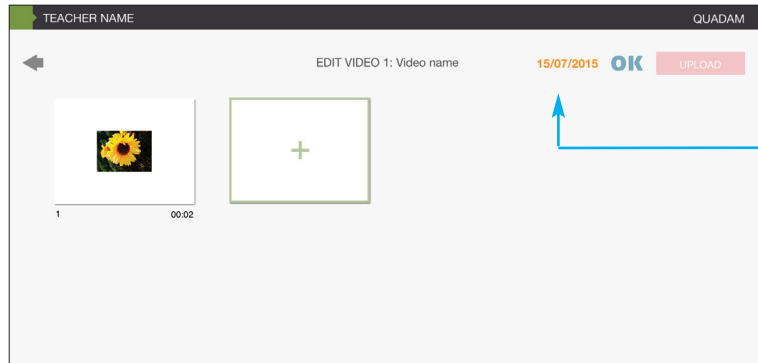 TEACHER NAME QUADAM
EDIT VIDEO 1: Video name 15/07/2015 OK UPLOAD
+
1 00:02